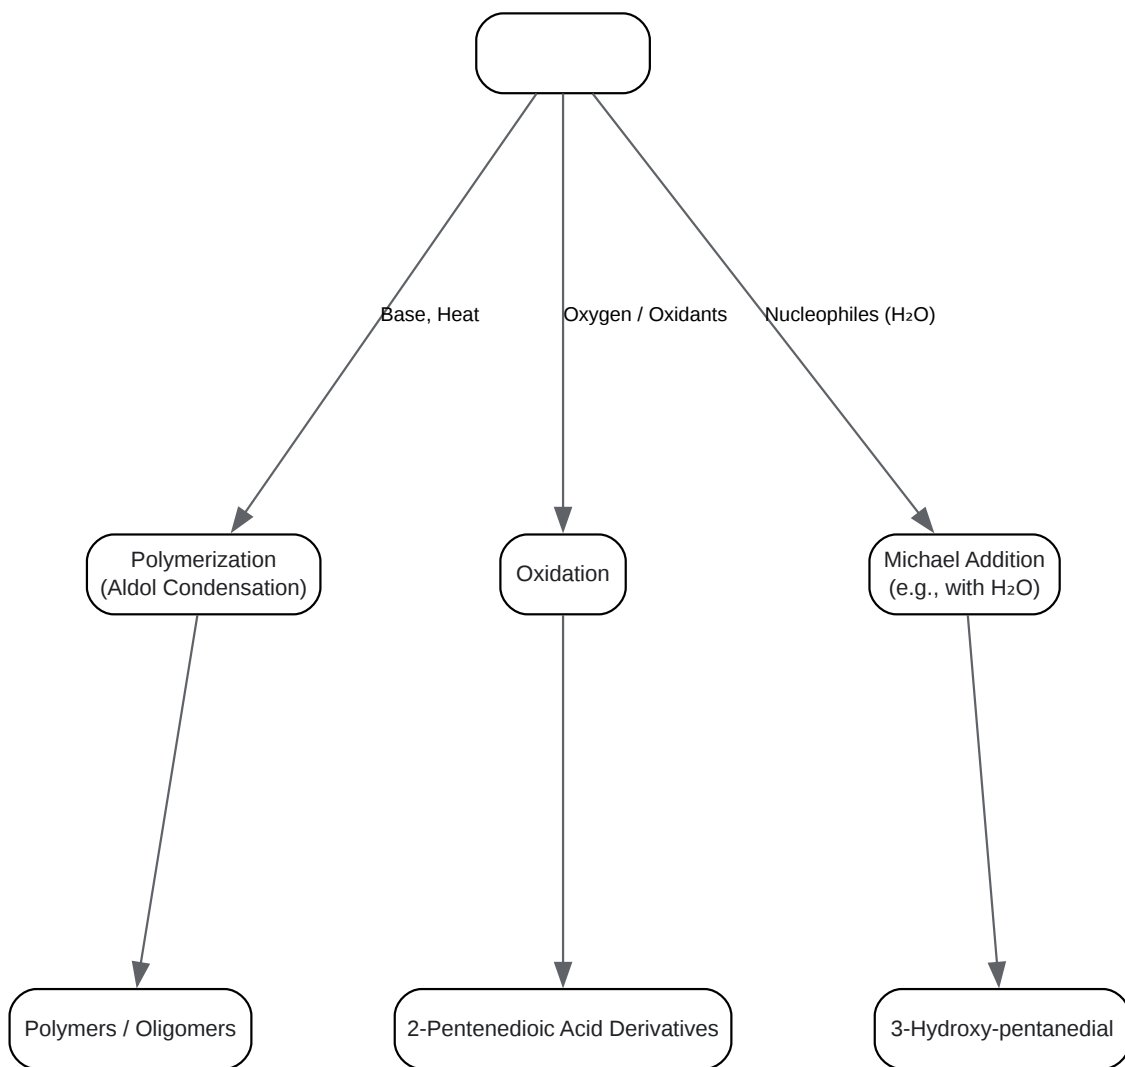 Base, Heat
Oxygen / Oxidants
Nucleophiles (H₂O)
Polymerization
(Aldol Condensation)
Oxidation
Michael Addition
(e.g., with H₂O)
Polymers / Oligomers
2-Pentenedioic Acid Derivatives
3-Hydroxy-pentanedial